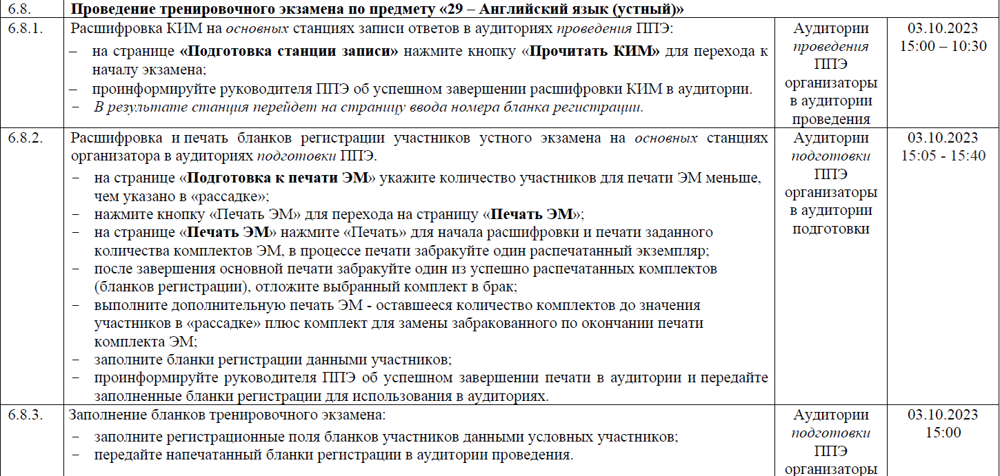 6.8. Проведение тренировочного экзамена по предмету «29 – Английский язык (устный)»
6.8.1. Расшифровка КИМ на основных станциях записи ответов в аудиториях проведения ППЭ:
– на странице «Подготовка станции записи» нажмите кнопку «Прочитать КИМ» для перехода к
началу экзамена;
– проинформируйте руководителя ППЭ об успешном завершении расшифровки КИМ в аудитории.
– В результате станция перейдет на страницу ввода номера бланка регистрации.
Аудитории
проведения
ППЭ
организаторы
в аудитории
проведения
03.10.2023
15:00 – 10:30
6.8.2. Расшифровка и печать бланков регистрации участников устного экзамена на основных станциях
организатора в аудиториях подготовки ППЭ.
– на странице «Подготовка к печати ЭМ» укажите количество участников для печати ЭМ меньше,
чем указано в «рассадке»;
– нажмите кнопку «Печать ЭМ» для перехода на страницу «Печать ЭМ»;
– на странице «Печать ЭМ» нажмите «Печать» для начала расшифровки и печати заданного
количества комплектов ЭМ, в процессе печати забракуйте один распечатанный экземпляр;
– после завершения основной печати забракуйте один из успешно распечатанных комплектов
(бланков регистрации), отложите выбранный комплект в брак;
– выполните дополнительную печать ЭМ - оставшееся количество комплектов до значения
участников в «рассадке» плюс комплект для замены забракованного по окончании печати
комплекта ЭМ;
– заполните бланки регистрации данными участников;
– проинформируйте руководителя ППЭ об успешном завершении печати в аудитории и передайте
заполненные бланки регистрации для использования в аудиториях.
Аудитории
подготовки
ППЭ
организаторы
в аудитории
подготовки
03.10.2023
15:05 - 15:40
6.8.3. Заполнение бланков тренировочного экзамена:
– заполните регистрационные поля бланков участников данными условных участников;
– передайте напечатанный бланки регистрации в аудитории проведения.
Аудитории
подготовки
ППЭ
организаторы
03.10.2023
15:00